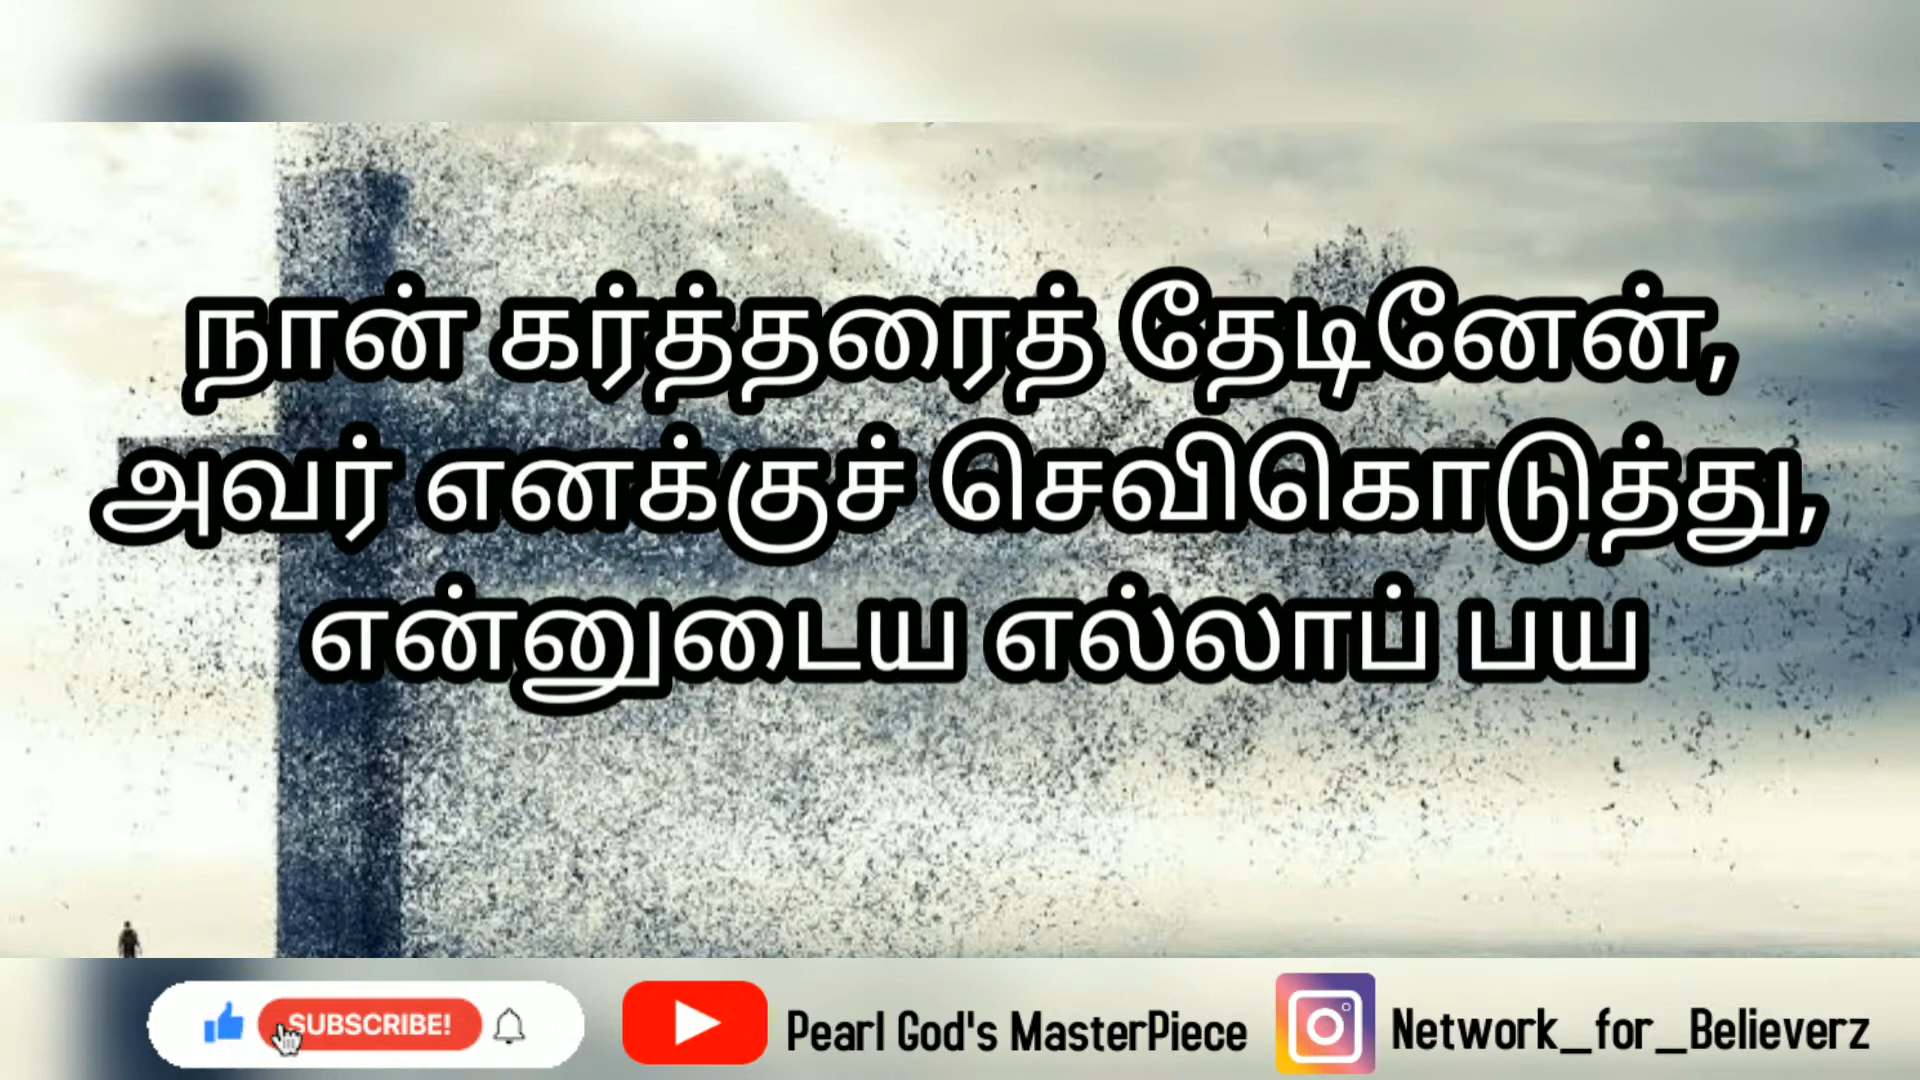 நான் கர்த்தரைத் தேடினேன்,
அவர் எனக்குச் செவிகொடுத்து,
என்னுடைய எல்லாப் பய
SUBSCRIBE!
Pearl God's MasterPiece
Network_for_Believerz